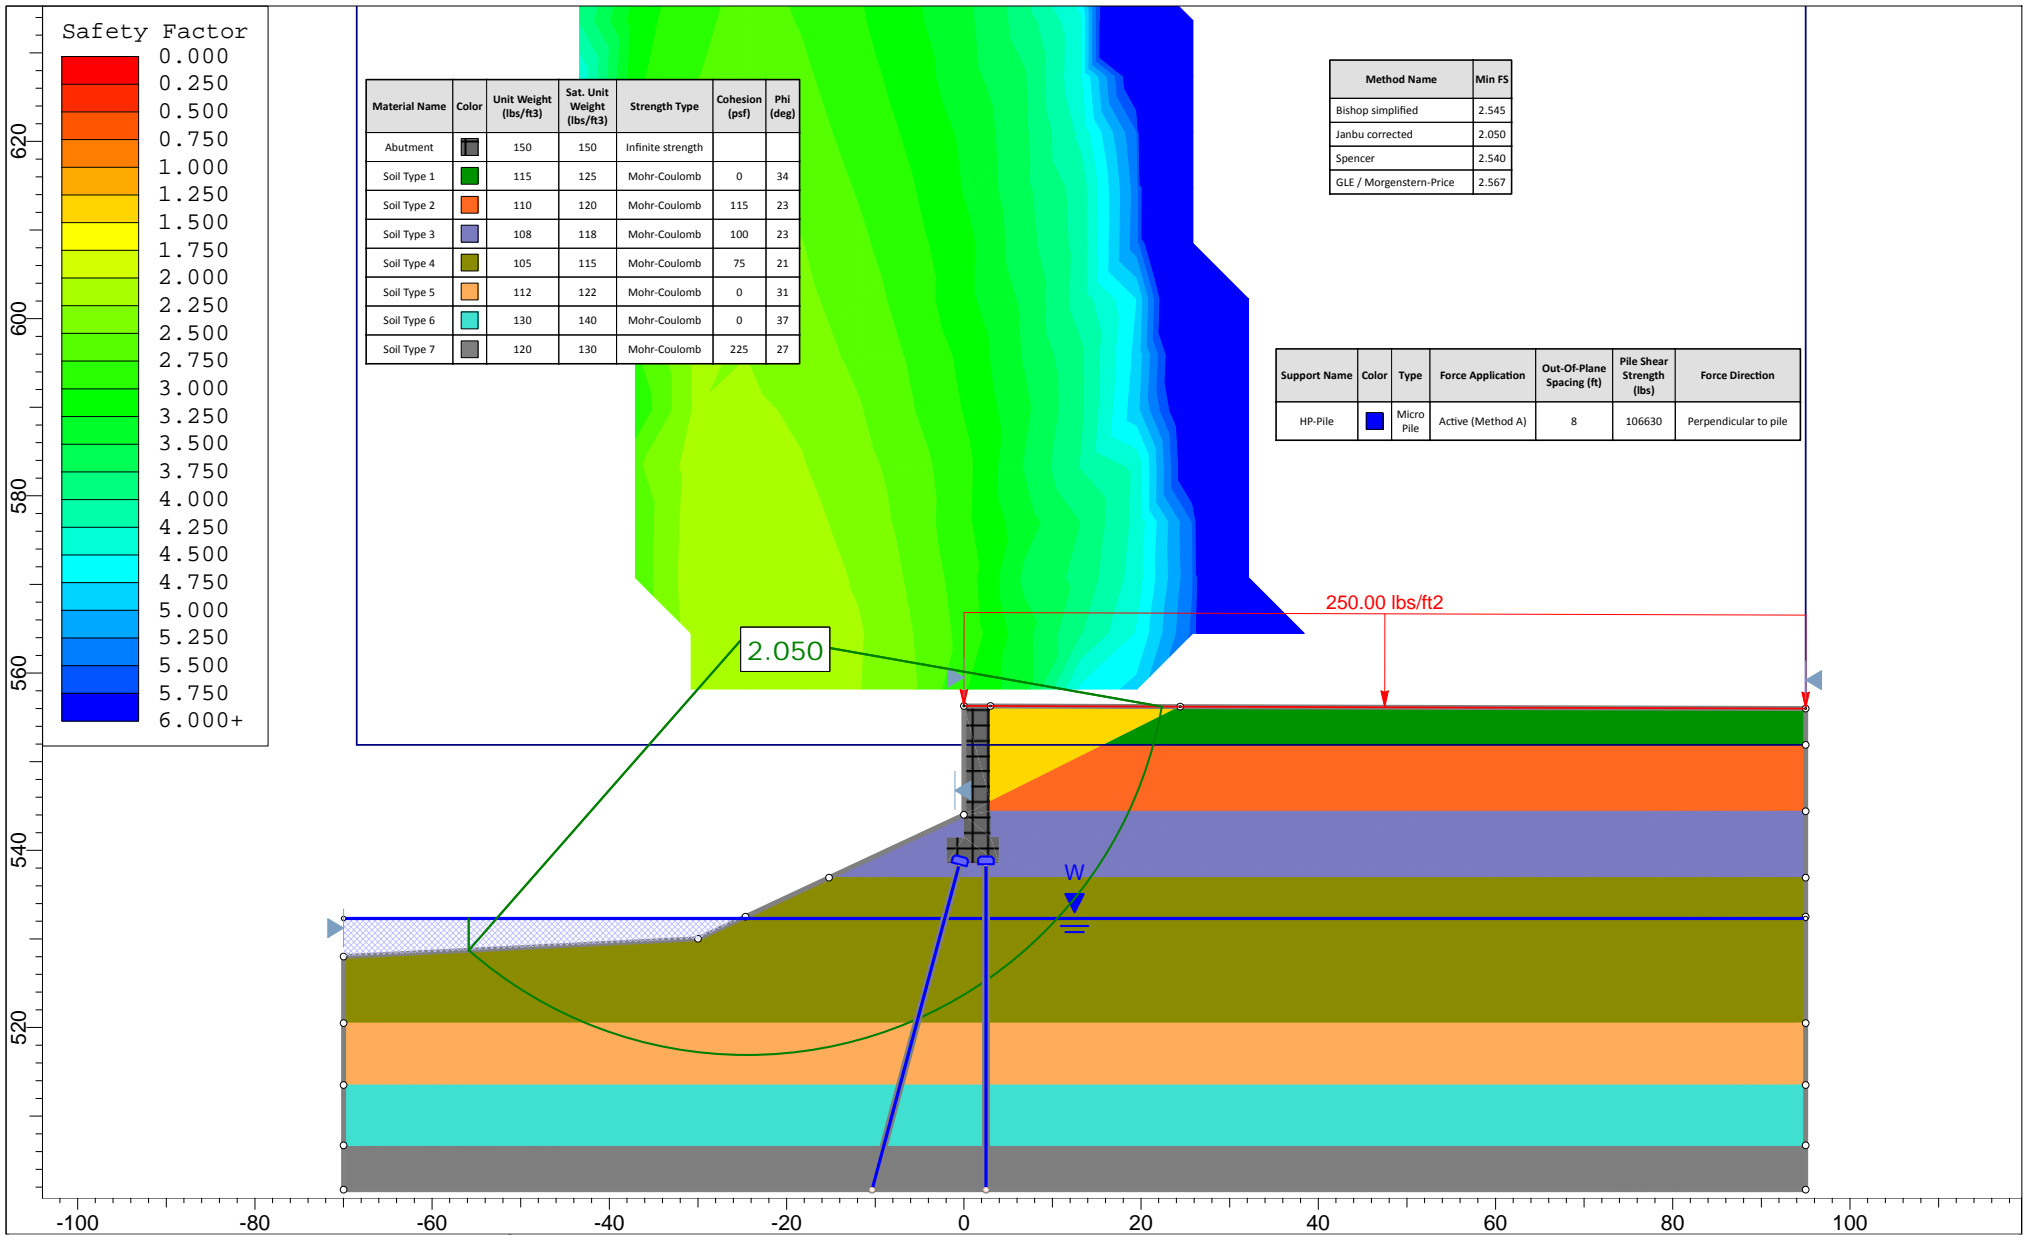 Safety Factor
0.000
0.250
0.500
0.750
1.000
1.250
1.500
1.750
2.000
2.250
2.500
2.750
3.000
3.250
3.500
3.750
4.000
4.250
4.500
4.750
5.000
5.250
5.500
5.750
6.000+
Material Name Color Unit Weight (lbs/ft3) Sat. Unit Weight (lbs/ft3) Strength Type Cohesion (psf) Phi (deg)
Abutment 150 150 Infinite strength
Soil Type 1 115 125 Mohr-Coulomb 0 34
Soil Type 2 110 120 Mohr-Coulomb 115 23
Soil Type 3 108 118 Mohr-Coulomb 100 23
Soil Type 4 105 115 Mohr-Coulomb 75 21
Soil Type 5 112 122 Mohr-Coulomb 0 31
Soil Type 6 130 140 Mohr-Coulomb 0 37
Soil Type 7 120 130 Mohr-Coulomb 225 27
Method Name Min FS
Bishop simplified 2.545
Janbu corrected 2.050
Spencer 2.540
GLE / Morgenstern-Price 2.567
Support Name Color Type Force Application Out-Of-Plane Spacing (ft) Pile Shear Strength (lbs) Force Direction
HP-Pile Micro Pile Active (Method A) 8 106630 Perpendicular to pile
250.00 lbs/ft2
2.050
W
620
600
580
560
540
520
-100 -80 -60 -40 -20 0 20 40 60 80 100